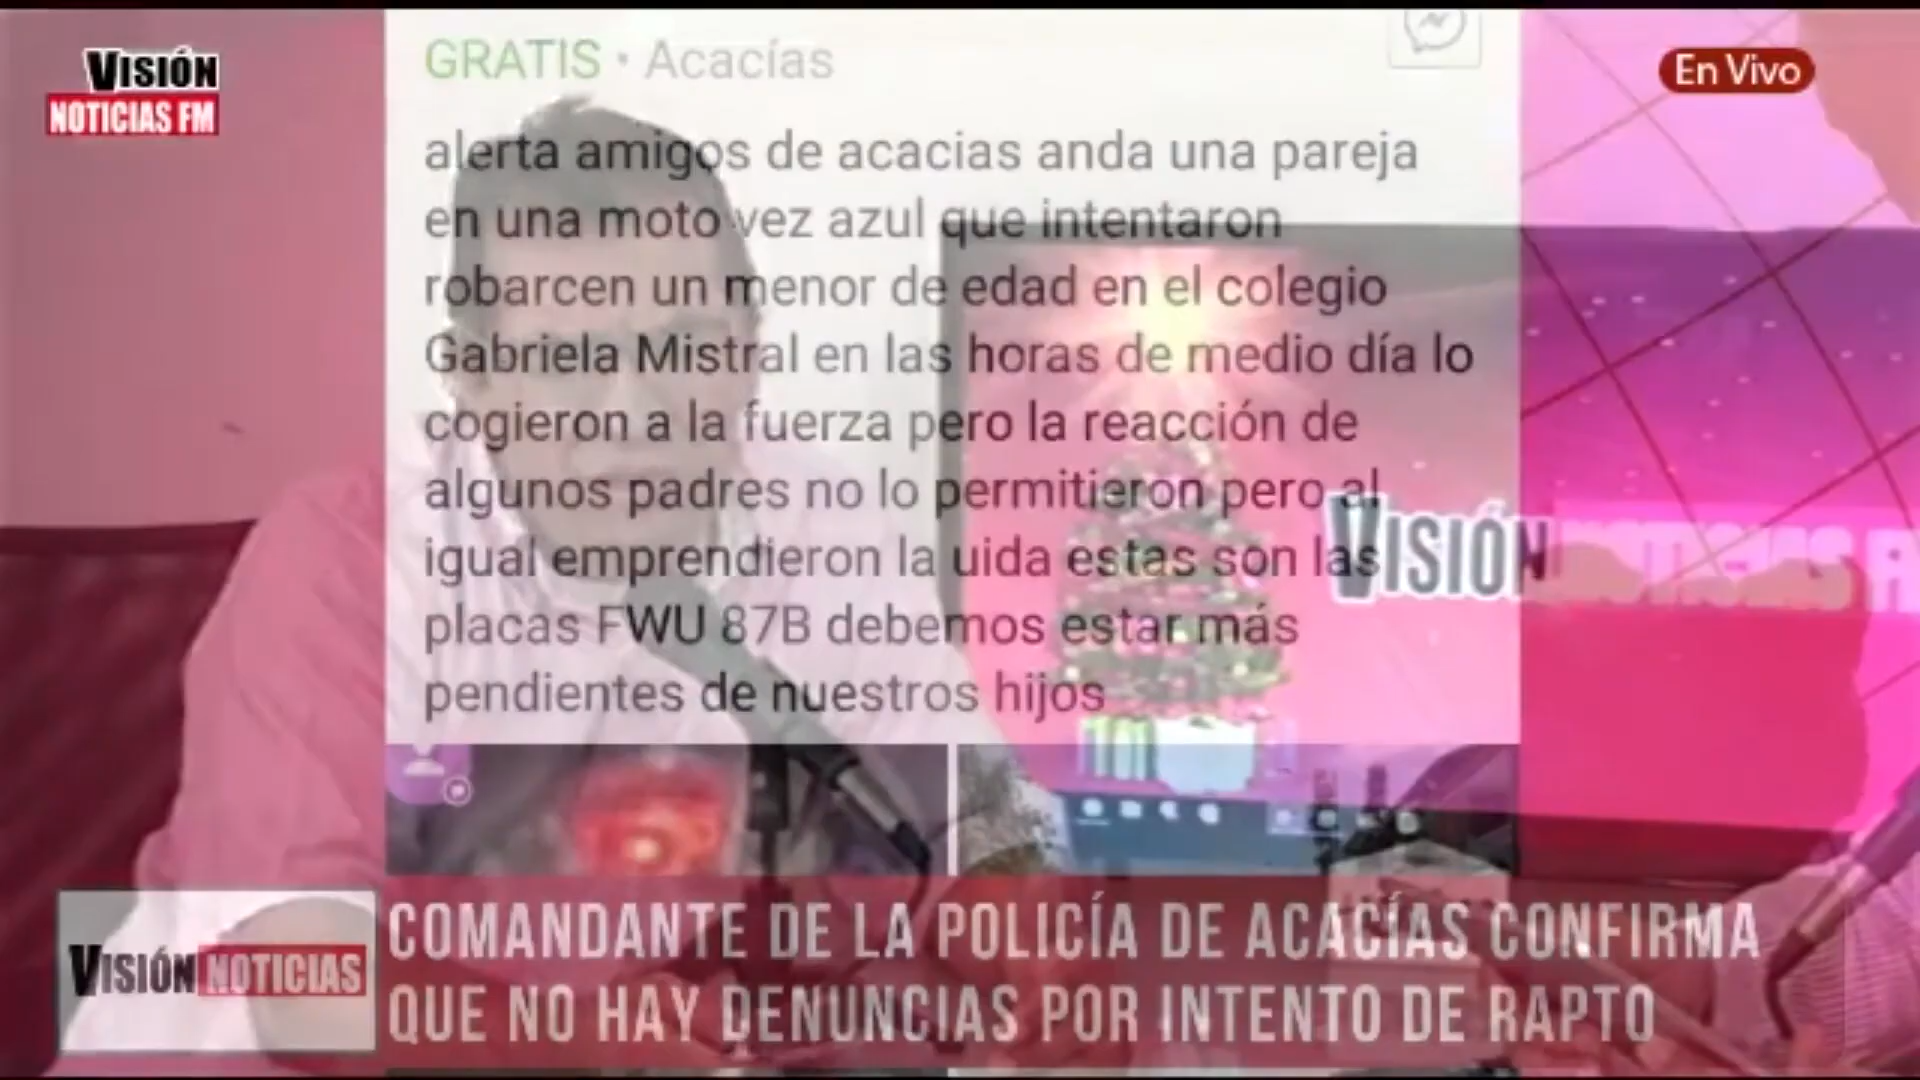 VISIÓN
NOTICIAS FM
En Vivo
GRATIS · Acacías
alerta amigos de acacias anda una pareja
en una moto vez azul que intentaron
robarcen un menor de edad en el colegio
Gabriela Mistral en las horas de medio día lo
cogieron a la fuerza pero la reacción de
algunos padres no lo permitieron pero al
igual emprendieron la uida estas son las
placas FWU 87B debemos estar más
pendientes de nuestros hijos
VISIÓN NOTICIAS
VISIÓN NOTICIAS
COMANDANTE DE LA POLICÍA DE ACACÍAS CONFIRMA
QUE NO HAY DENUNCIAS POR INTENTO DE RAPTO